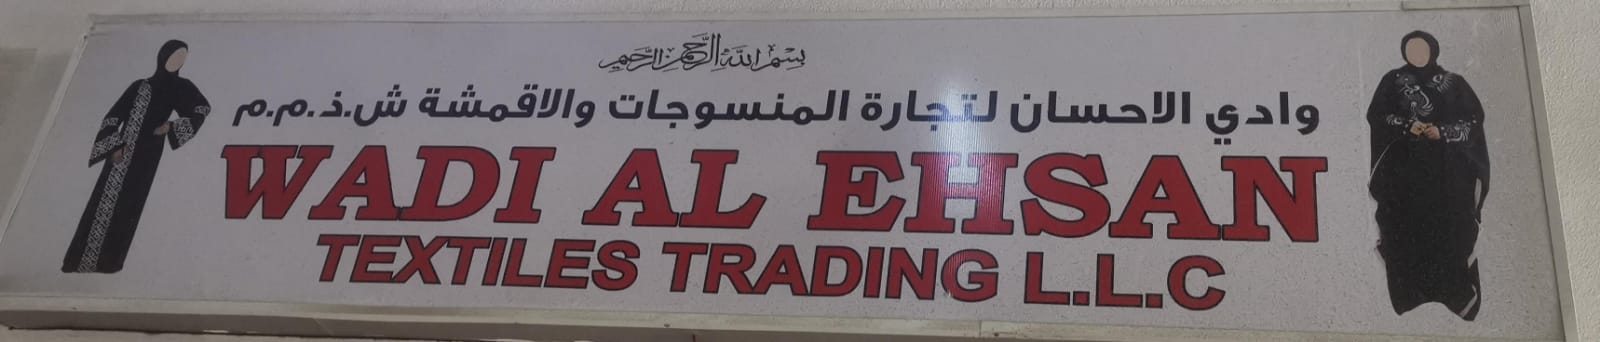 بسم الله الرحمن الرحيم
وادي الاحسان لتجارة المنسوجات والاقمشة ش.ذ.م.م
WADI AL EHSAN
TEXTILES TRADING L.L.C